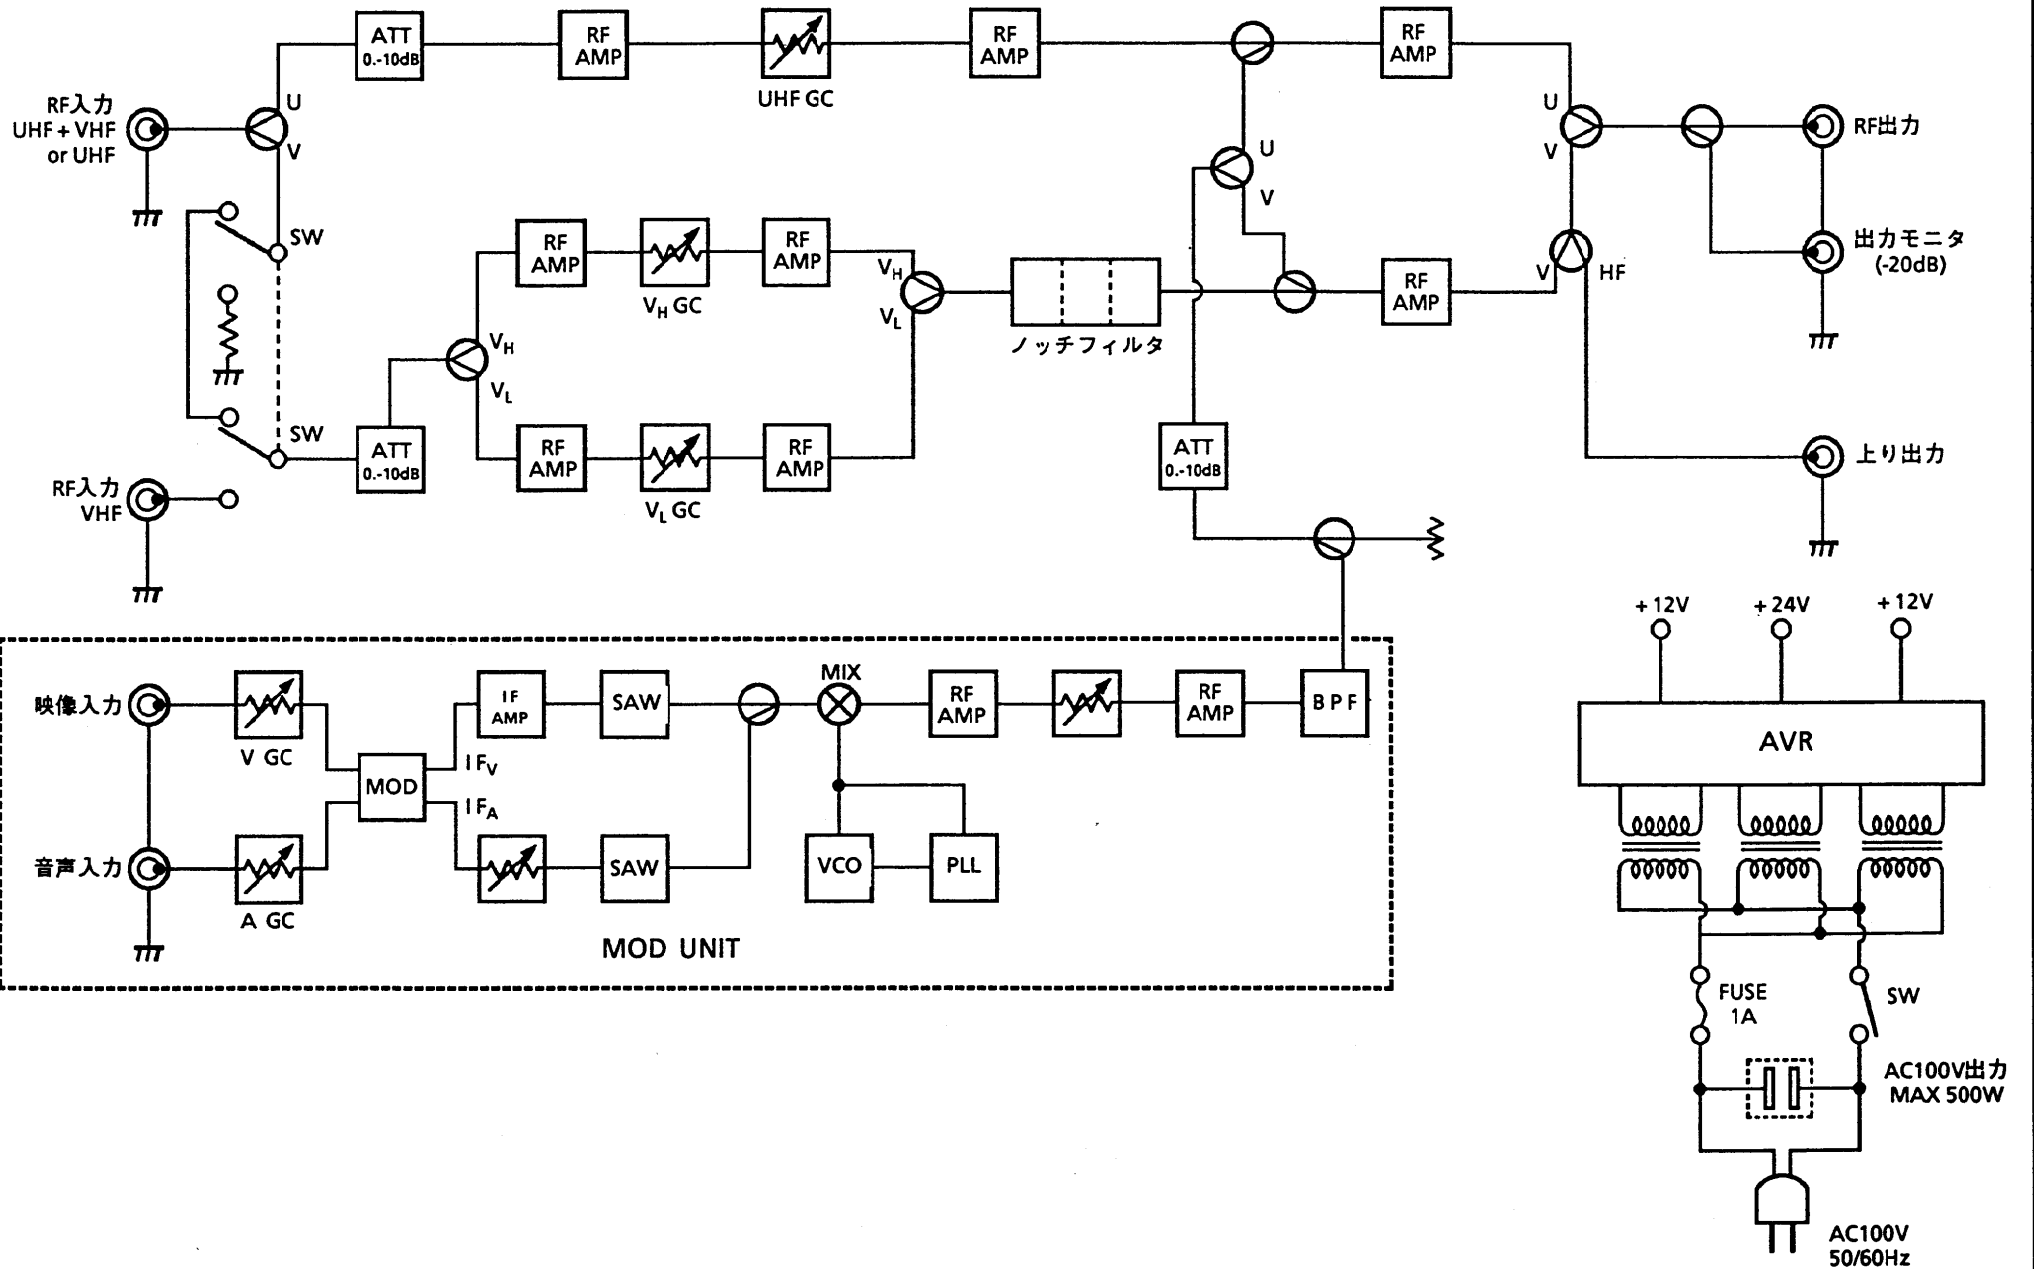 ATT
0.-10dB
RF
AMP
UHF GC
RF
AMP
RF
AMP
RF入力
UHF + VHF
or UHF
U
V
U
V
RF出力
SW
RF
AMP
VH GC
RF
AMP
VH
VL
ノッチフィルタ
U
V
RF
AMP
V
HF
出力モニタ
(-20dB)
VH
VL
SW
ATT
0.-10dB
RF
AMP
VL GC
RF
AMP
ATT
0.-10dB
上り出力
RF入力
VHF
映像入力
V GC
IF
AMP
SAW
MIX
RF
AMP
RF
AMP
BPF
MOD
IFV
IFA
音声入力
A GC
SAW
VCO
PLL
MOD UNIT
+12V
+24V
+12V
AVR
FUSE
1A
SW
AC100V出力
MAX 500W
AC100V
50/60Hz